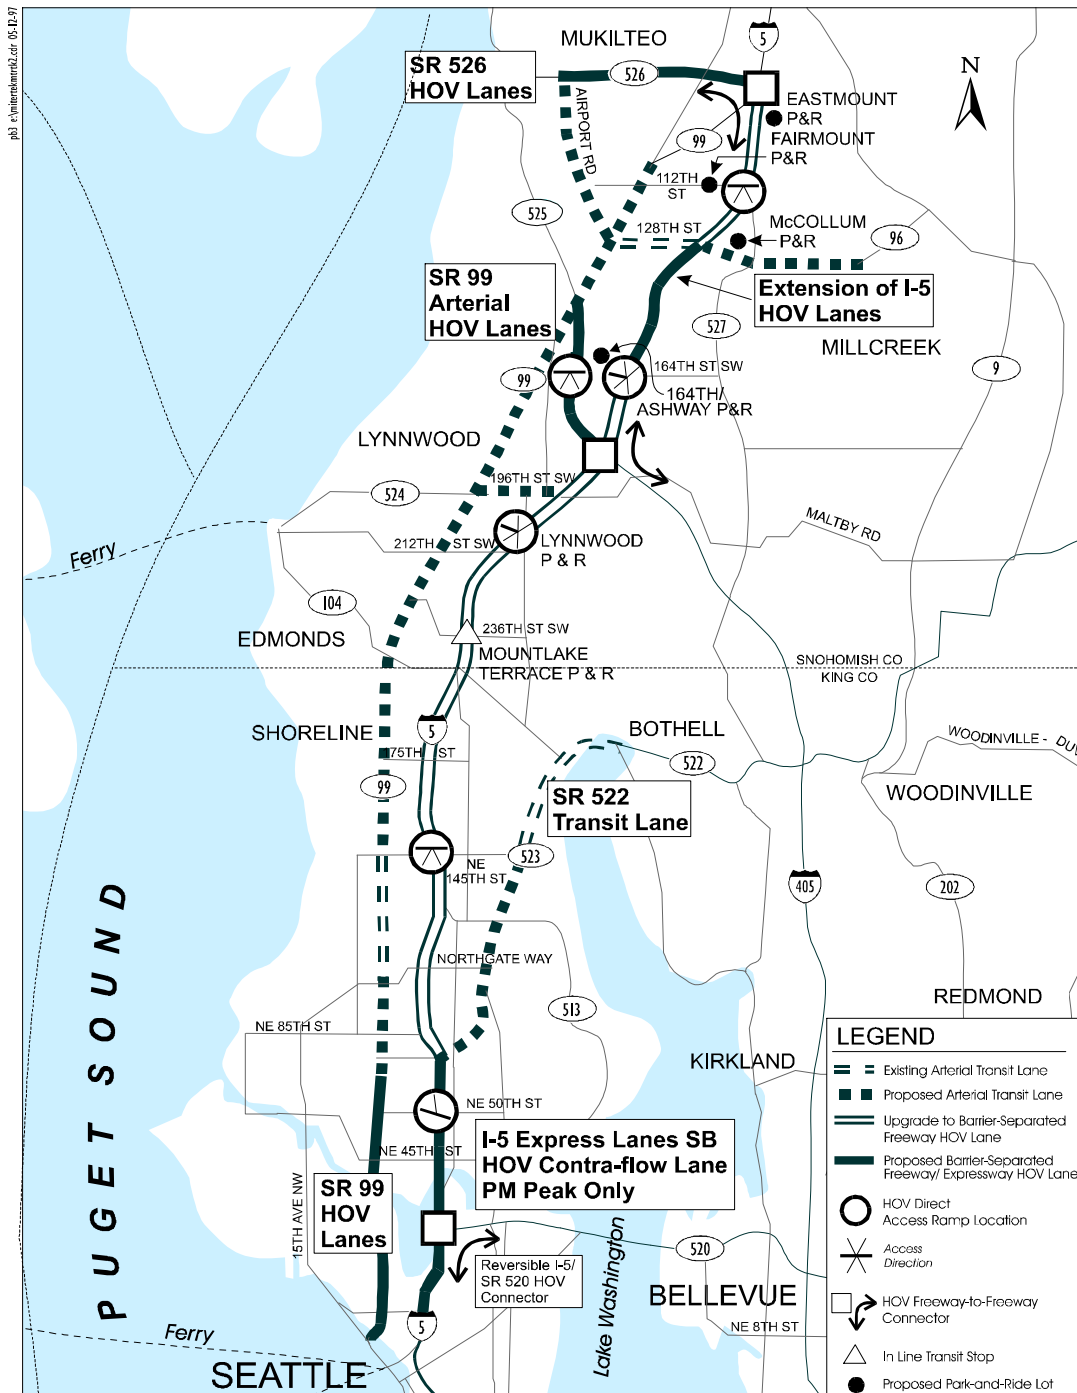 pb3 e:\mitertekmtrtk2.cdr 05-12-97
MUKILTEO
5
N
SR 526
HOV Lanes
526
AIRPORT RD
EASTMOUNT
P&R
99
FAIRMOUNT
P&R
112TH
ST
525
128TH ST
McCOLLUM
P&R
96
SR 99
Arterial
HOV Lanes
Extension of I-5
HOV Lanes
527
MILLCREEK
9
99
164TH ST SW
164TH/
ASHWAY P&R
LYNNWOOD
196TH ST SW
524
MALTBY RD
Ferry
212TH ST SW
LYNNWOOD
P & R
104
EDMONDS
236TH ST SW
MOUNTLAKE
TERRACE P & R
SNOHOMISH CO
KING CO
SHORELINE
5
BOTHELL
175TH ST
522
WOODINVILLE - DUV
99
WOODINVILLE
SR 522
Transit Lane
NE
145TH ST
523
405
202
PUGET SOUND
NORTHGATE WAY
513
REDMOND
NE 85TH ST
KIRKLAND
NE 50TH ST
I-5 Express Lanes SB
HOV Contra-flow Lane
PM Peak Only
NE 45TH ST
SR 99
HOV
Lanes
15TH AVE NW
Reversible I-5/
SR 520 HOV
Connector
520
Lake Washington
BELLEVUE
NE 8TH ST
5
Ferry
SEATTLE
LEGEND
Existing Arterial Transit Lane
Proposed Arterial Transit Lane
Upgrade to Barrier-Separated
Freeway HOV Lane
Proposed Barrier-Separated
Freeway/ Expressway HOV Lane
HOV Direct
Access Ramp Location
Access
Direction
HOV Freeway-to-Freeway
Connector
In Line Transit Stop
Proposed Park-and-Ride Lot